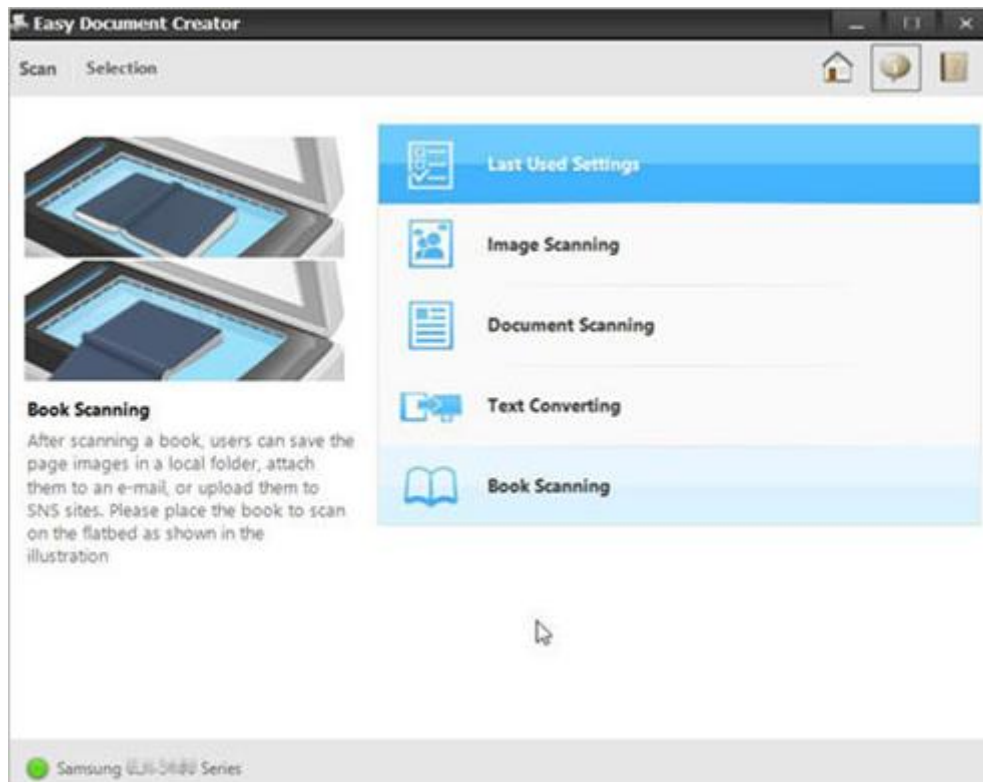 Easy Document Creator
Scan Selection
Last Used Settings
Image Scanning
Document Scanning
Text Converting
Book Scanning
Book Scanning
After scanning a book, users can save the
page images in a local folder, attach
them to an e-mail, or upload them to
SNS sites. Please place the book to scan
on the flatbed as shown in the
illustration
Samsung Series